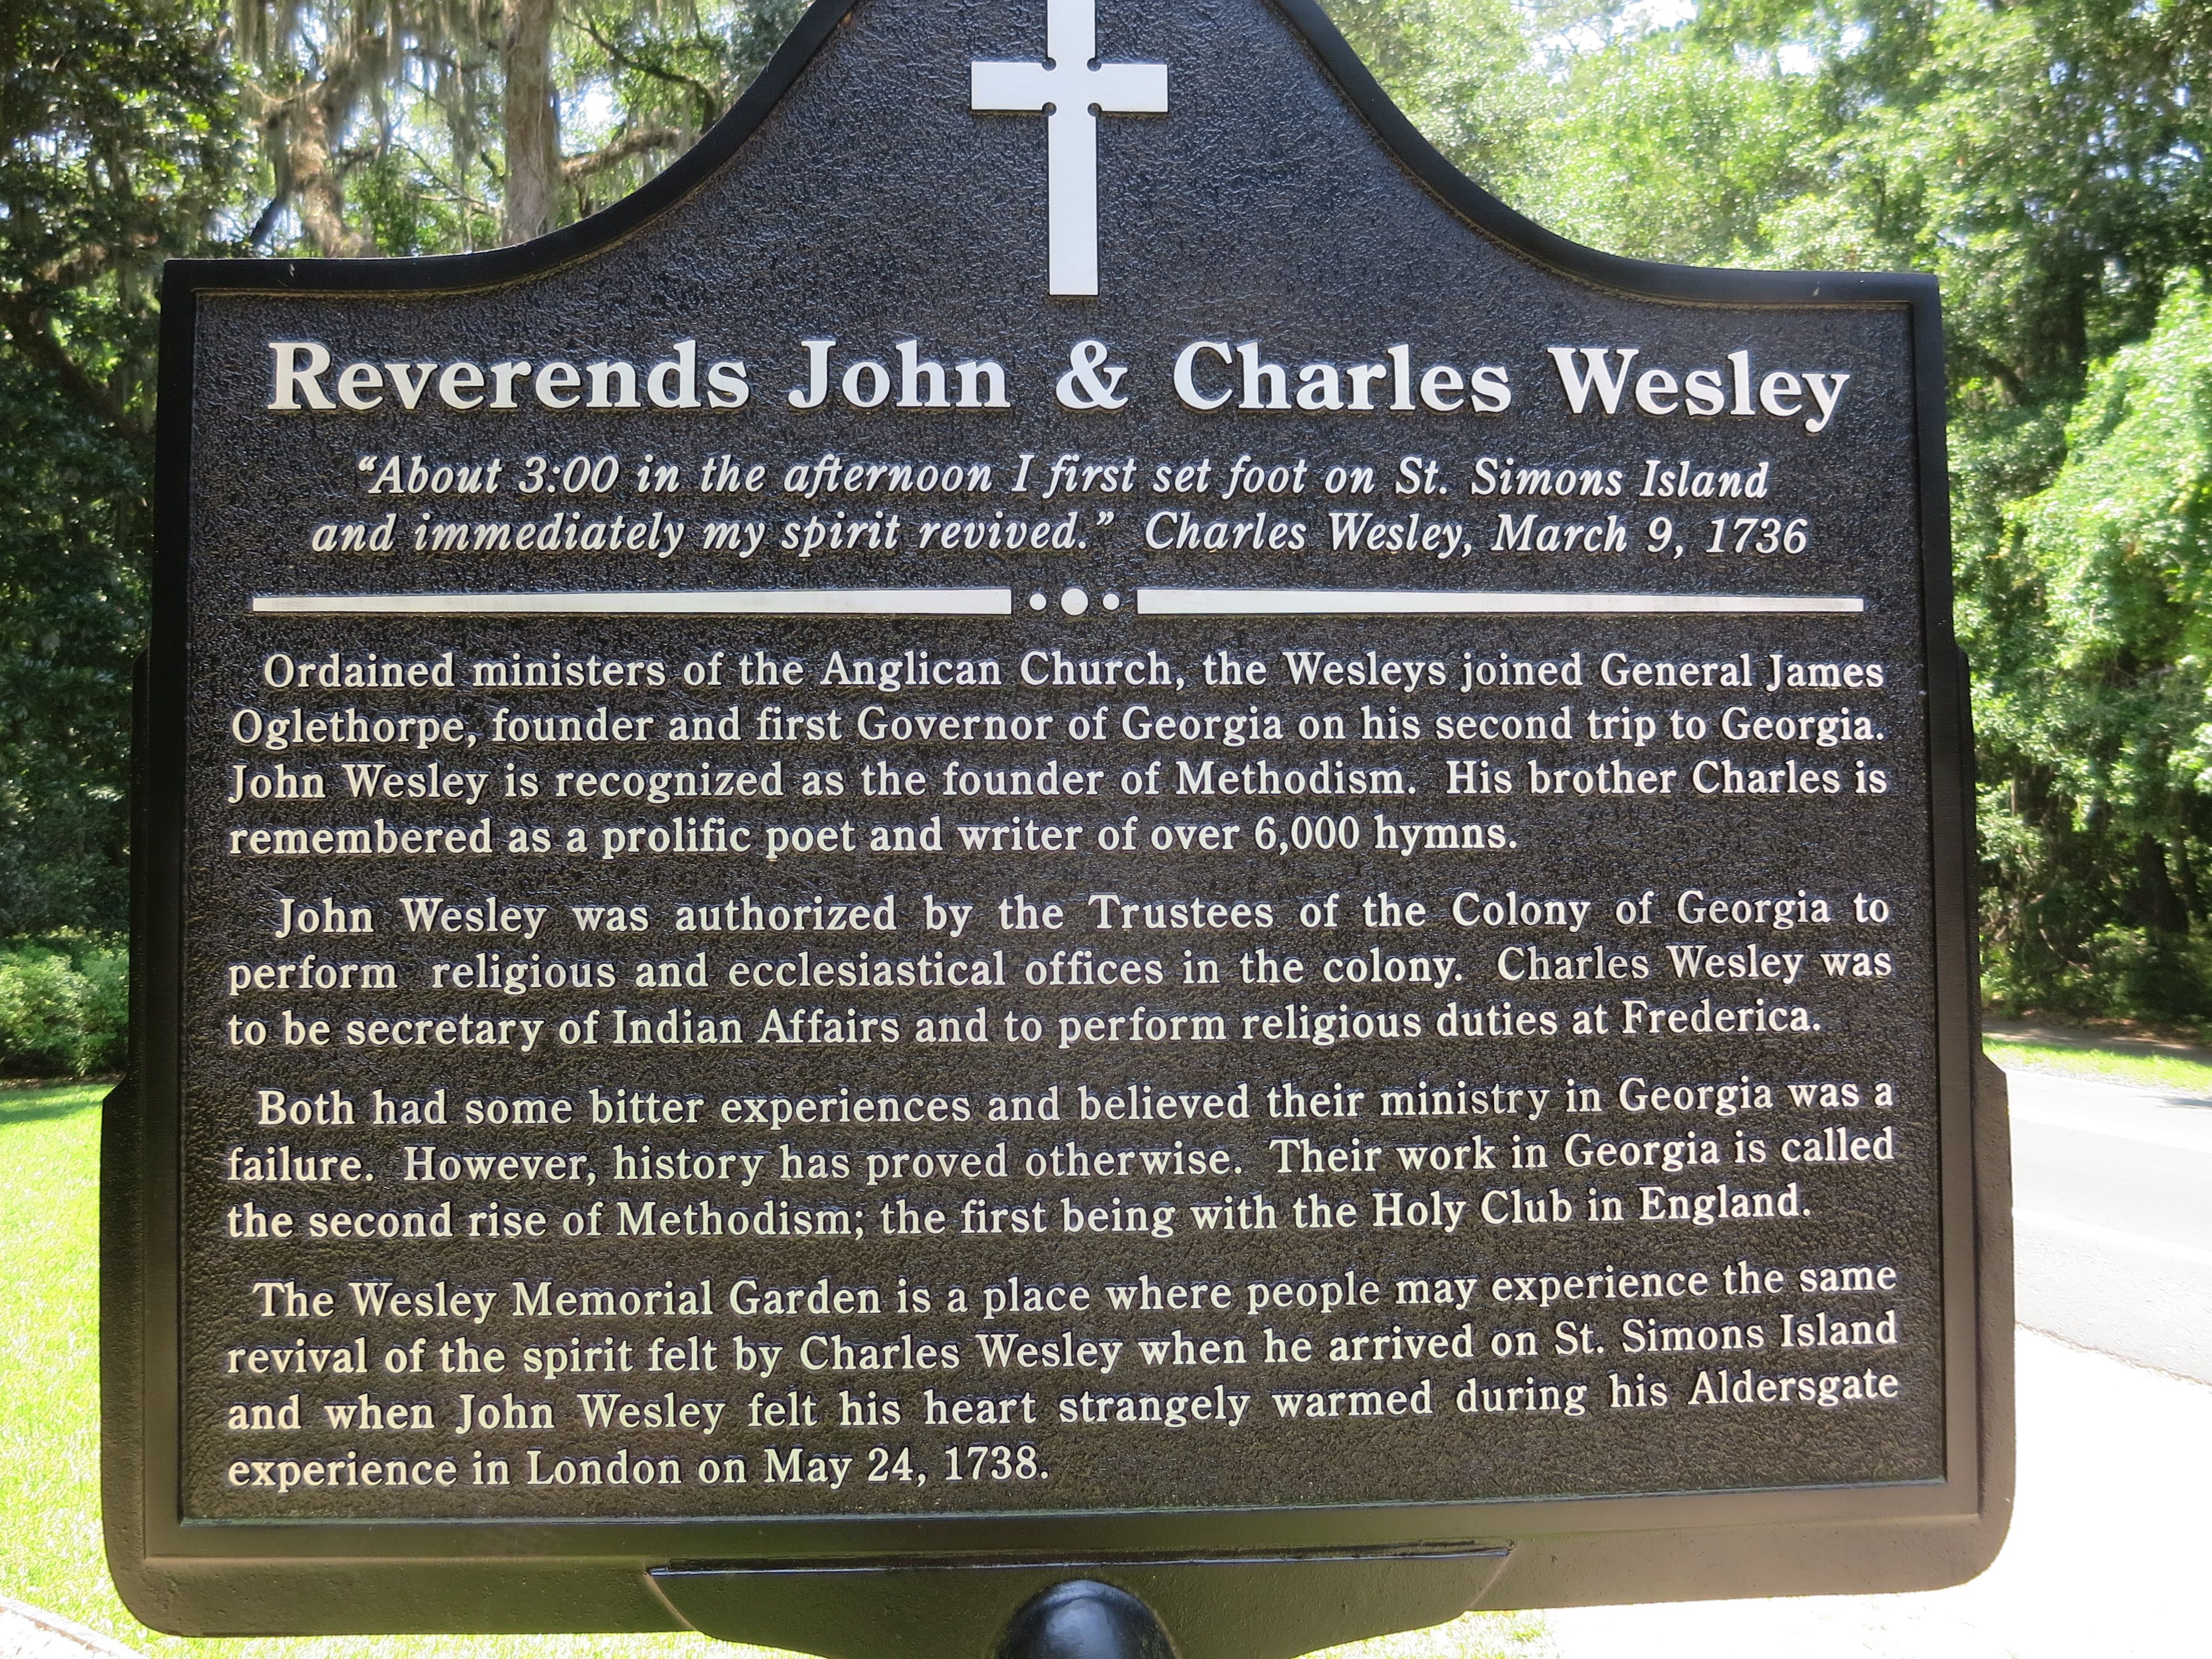 Reverends John & Charles Wesley
“About 3:00 in the afternoon I first set foot on St. Simons Island
and immediately my spirit revived.” Charles Wesley, March 9, 1736
Ordained ministers of the Anglican Church, the Wesleys joined General James
Oglethorpe, founder and first Governor of Georgia on his second trip to Georgia.
John Wesley is recognized as the founder of Methodism. His brother Charles is
remembered as a prolific poet and writer of over 6,000 hymns.
John Wesley was authorized by the Trustees of the Colony of Georgia to
perform religious and ecclesiastical offices in the colony. Charles Wesley was
to be secretary of Indian Affairs and to perform religious duties at Frederica.
Both had some bitter experiences and believed their ministry in Georgia was a
failure. However, history has proved otherwise. Their work in Georgia is called
the second rise of Methodism; the first being with the Holy Club in England.
The Wesley Memorial Garden is a place where people may experience the same
revival of the spirit felt by Charles Wesley when he arrived on St. Simons Island
and when John Wesley felt his heart strangely warmed during his Aldersgate
experience in London on May 24, 1738.